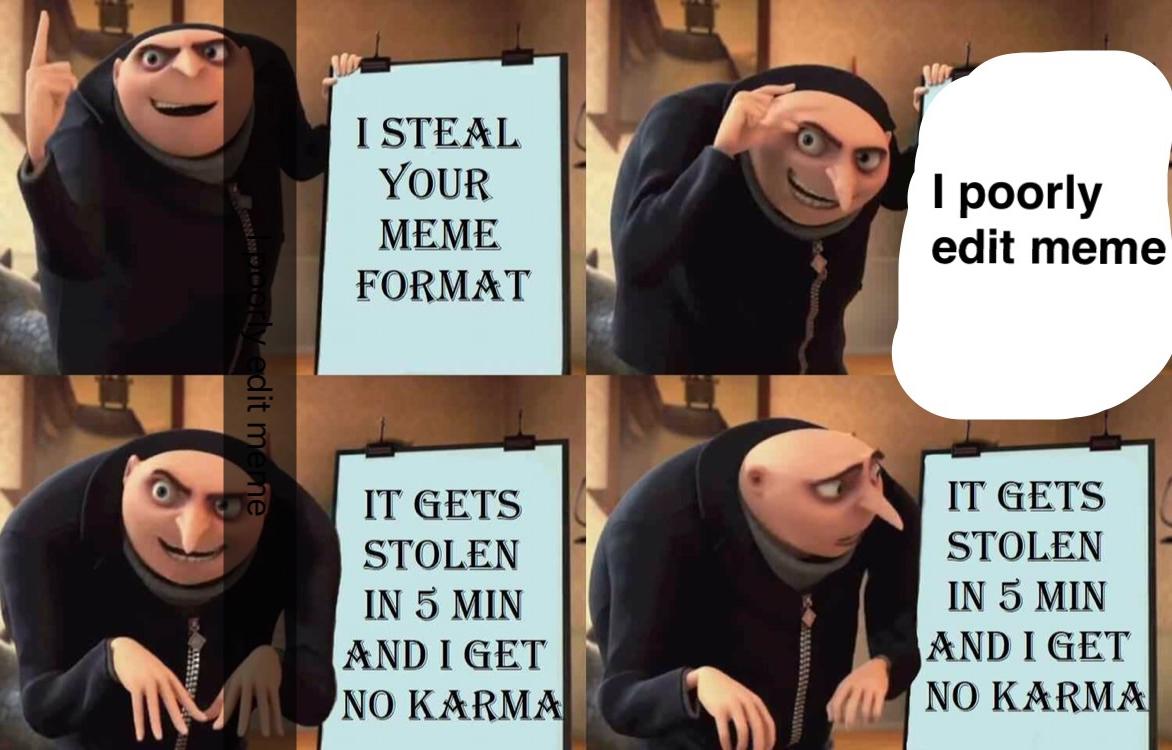 I STEAL
YOUR
MEME
FORMAT
I poorly
edit meme
I poorly edit meme
IT GETS
STOLEN
IN 5 MIN
AND I GET
NO KARMA
IT GETS
STOLEN
IN 5 MIN
AND I GET
NO KARMA